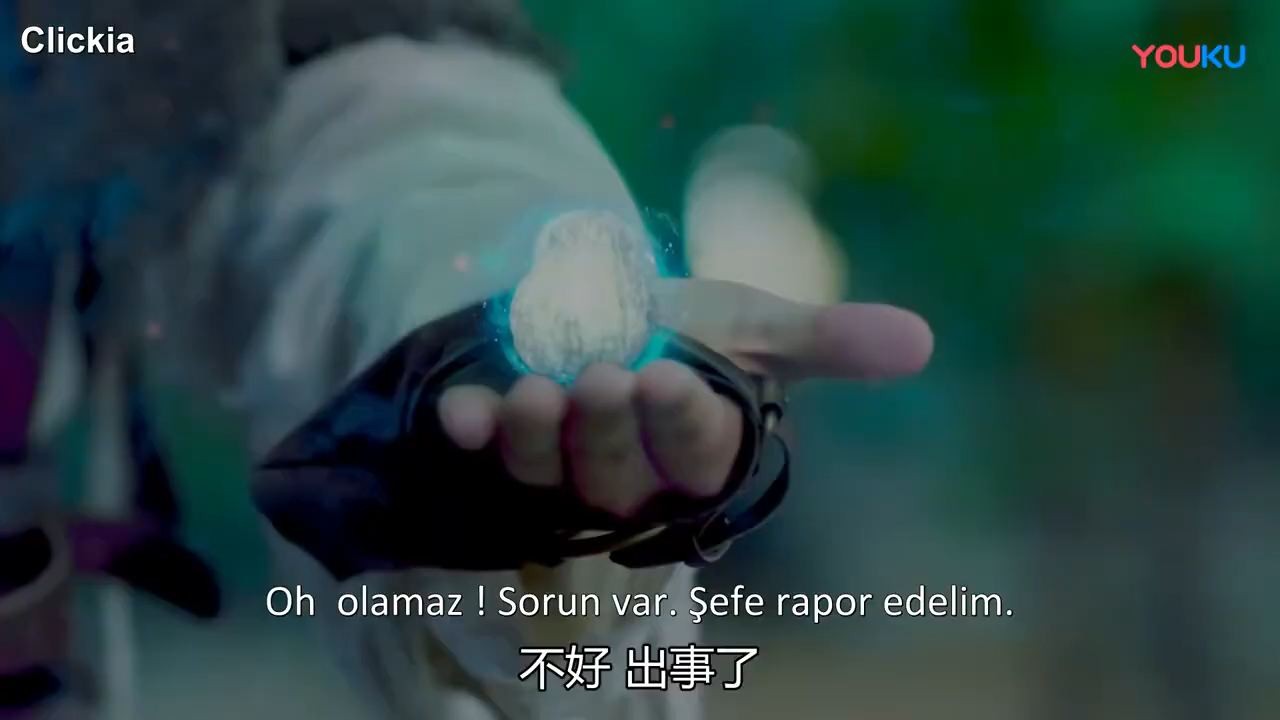 Clickia
YOUKU
Oh olamaz ! Sorun var. Şefe rapor edelim.
不好 出事了